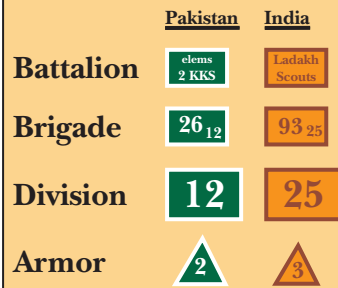 Pakistan India
Battalion elems 2 KKS Ladakh Scouts
Brigade 26 12 93 25
Division 12 25
Armor 2 3